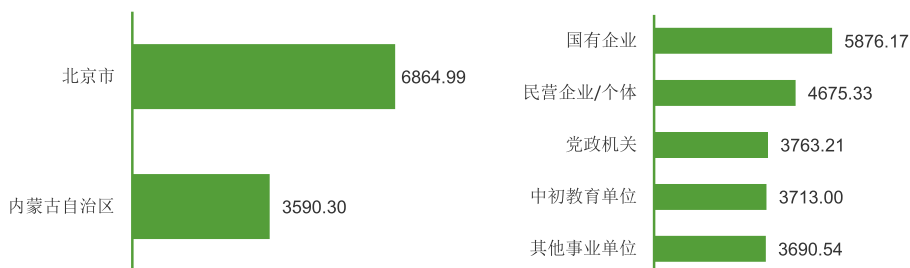 北京市 6864.99
内蒙古自治区 3590.30
国有企业 5876.17
民营企业/个体 4675.33
党政机关 3763.21
中初教育单位 3713.00
其他事业单位 3690.54